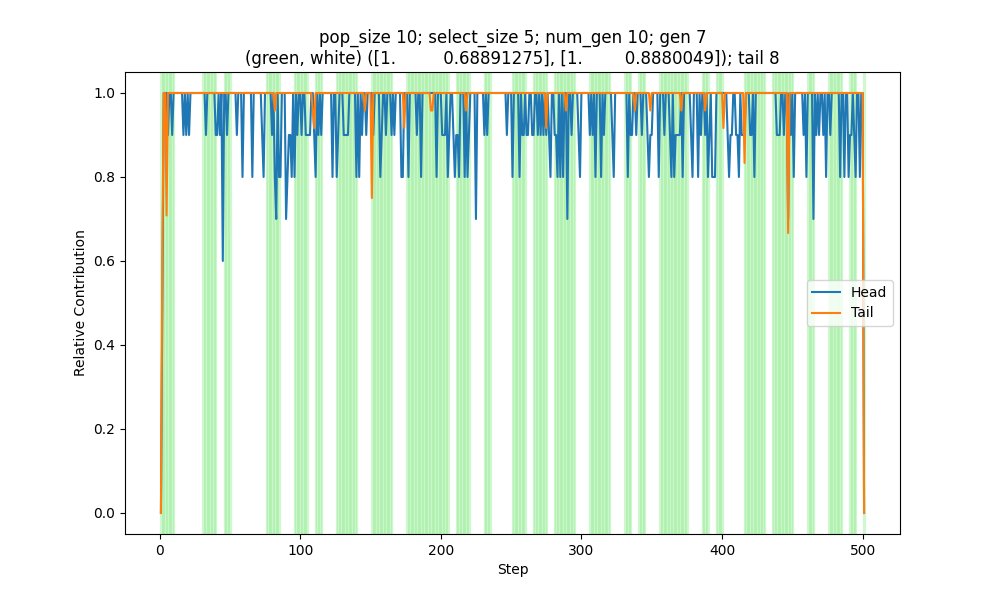 pop_size 10; select_size 5; num_gen 10; gen 7
(green, white) ([1.         0.68891275], [1.        0.8880049]); tail 8
1.0
0.8
0.6
0.4
0.2
0.0
Relative Contribution
Head
Tail
0
100
200
300
400
500
Step